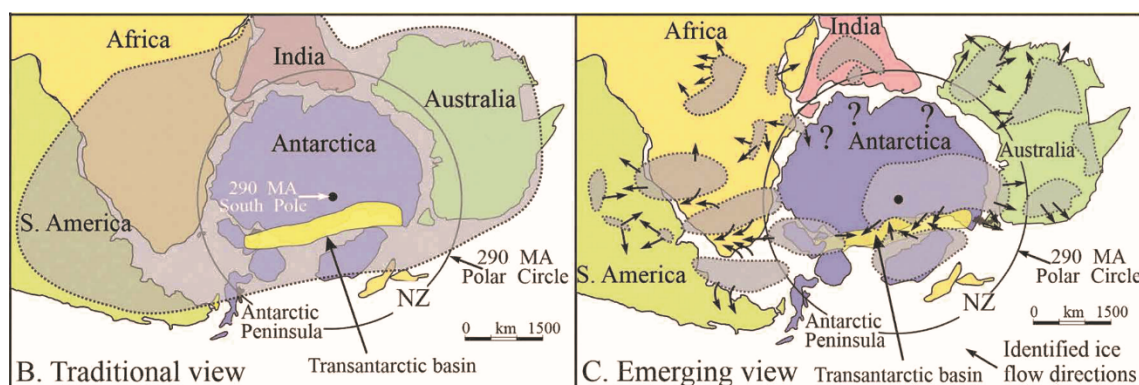 Africa
India
Australia
Antarctica
290 MA
South Pole
S. America
290 MA
Polar Circle
NZ
Antarctic
Peninsula
0 km 1500
Transantarctic basin
B. Traditional view
Africa
India
? ?
Antarctica
Australia
S. America
290 MA
Polar Circle
NZ
Antarctic
Peninsula
0 km 1500
Identified ice
flow directions
Transantarctic basin
C. Emerging view